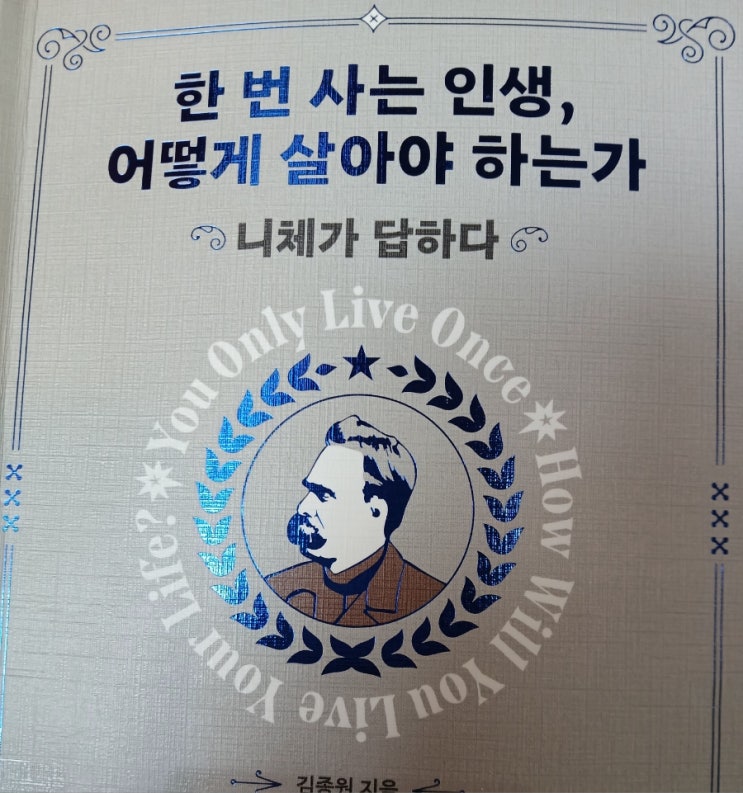 한 번 사는 인생,
어떻게 살아야 하는가
니체가 답하다
You Only Live Once
How Will You Live Your Life?
김종원 지음